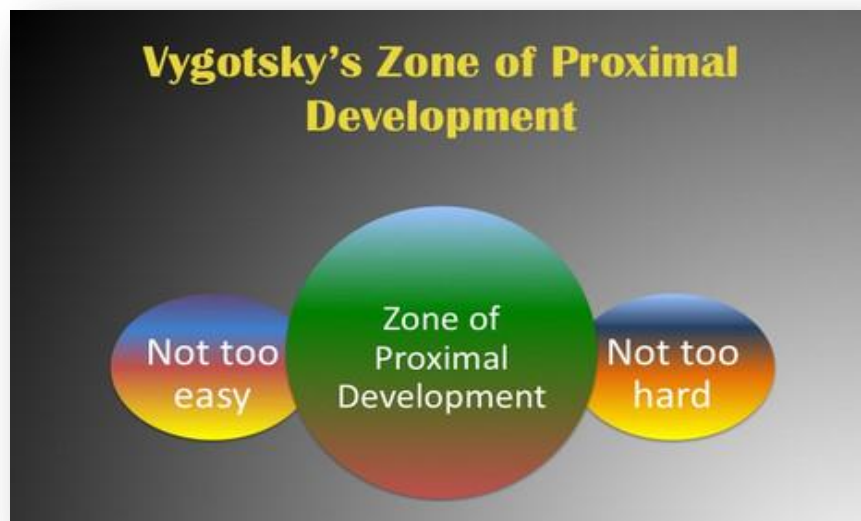 Vygotsky’s Zone of Proximal
Development
Not too
easy
Zone of
Proximal
Development
Not too
hard